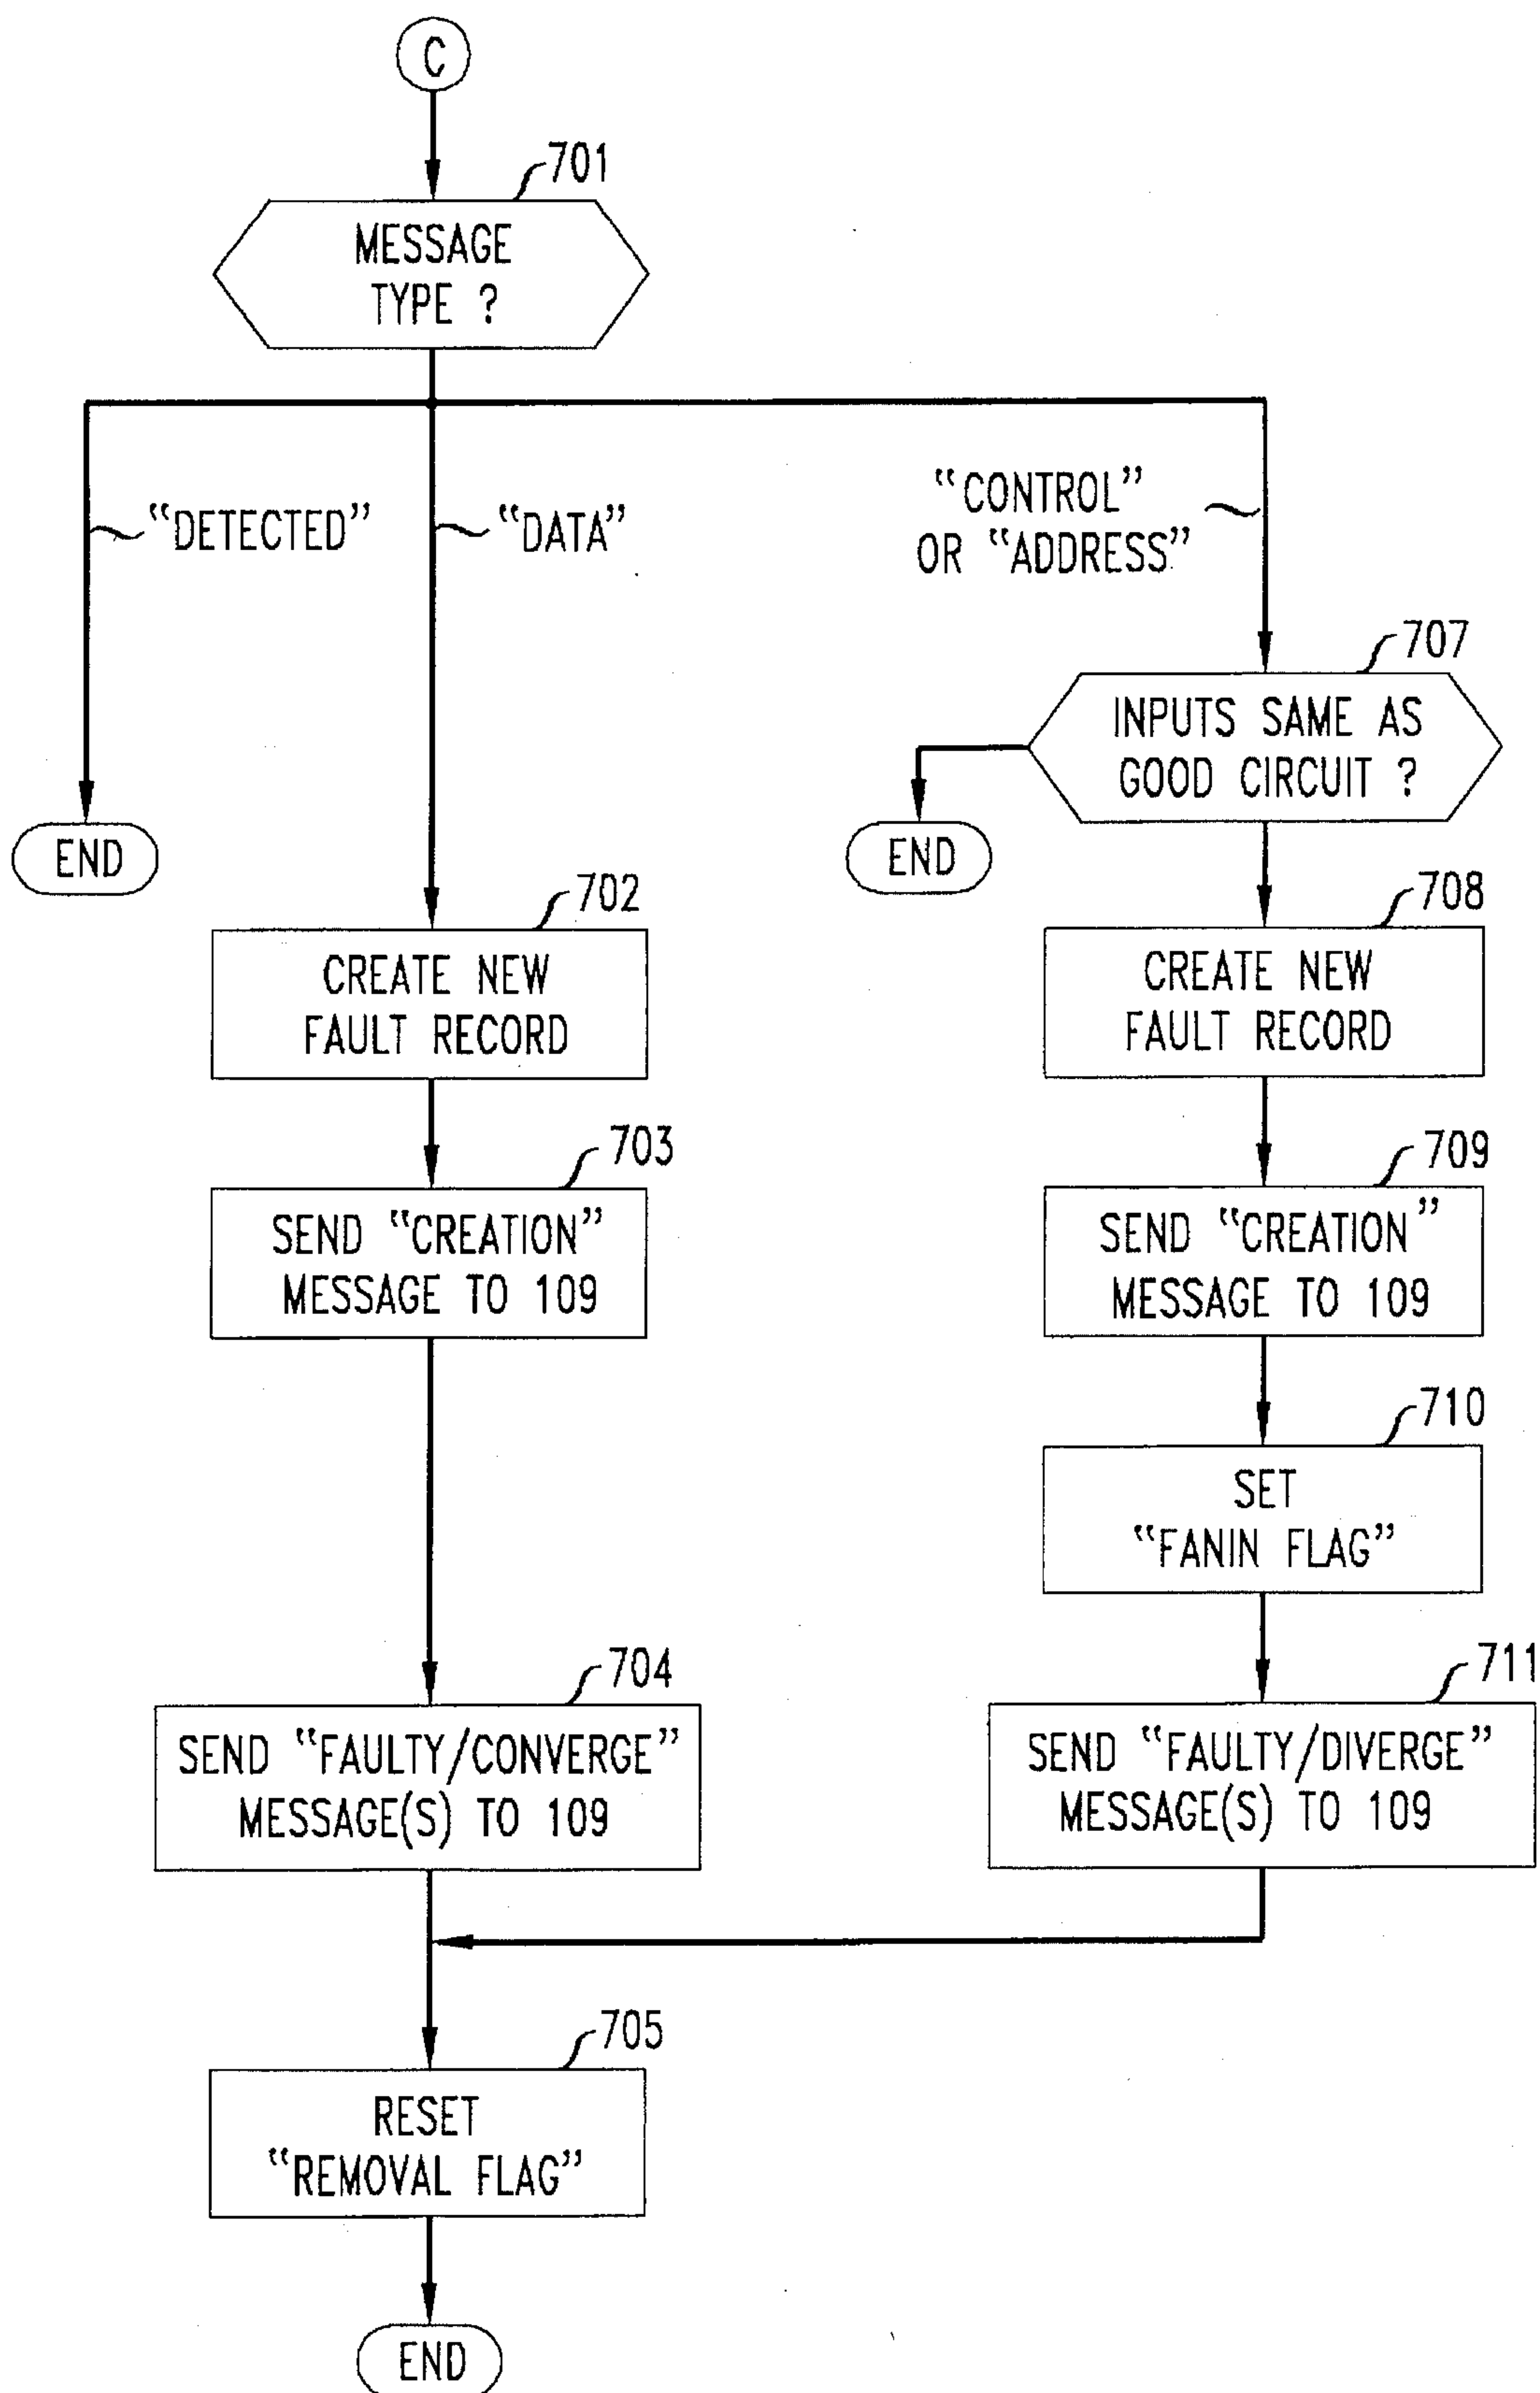 C
701
MESSAGE
TYPE ?
“DETECTED”
“DATA”
“CONTROL”
OR “ADDRESS”
707
INPUTS SAME AS
GOOD CIRCUIT ?
END
END
702
CREATE NEW
FAULT RECORD
708
CREATE NEW
FAULT RECORD
703
SEND “CREATION”
MESSAGE TO 109
709
SEND “CREATION”
MESSAGE TO 109
710
SET
“FANIN FLAG”
704
SEND “FAULTY/CONVERGE”
MESSAGE(S) TO 109
711
SEND “FAULTY/DIVERGE”
MESSAGE(S) TO 109
705
RESET
“REMOVAL FLAG”
END